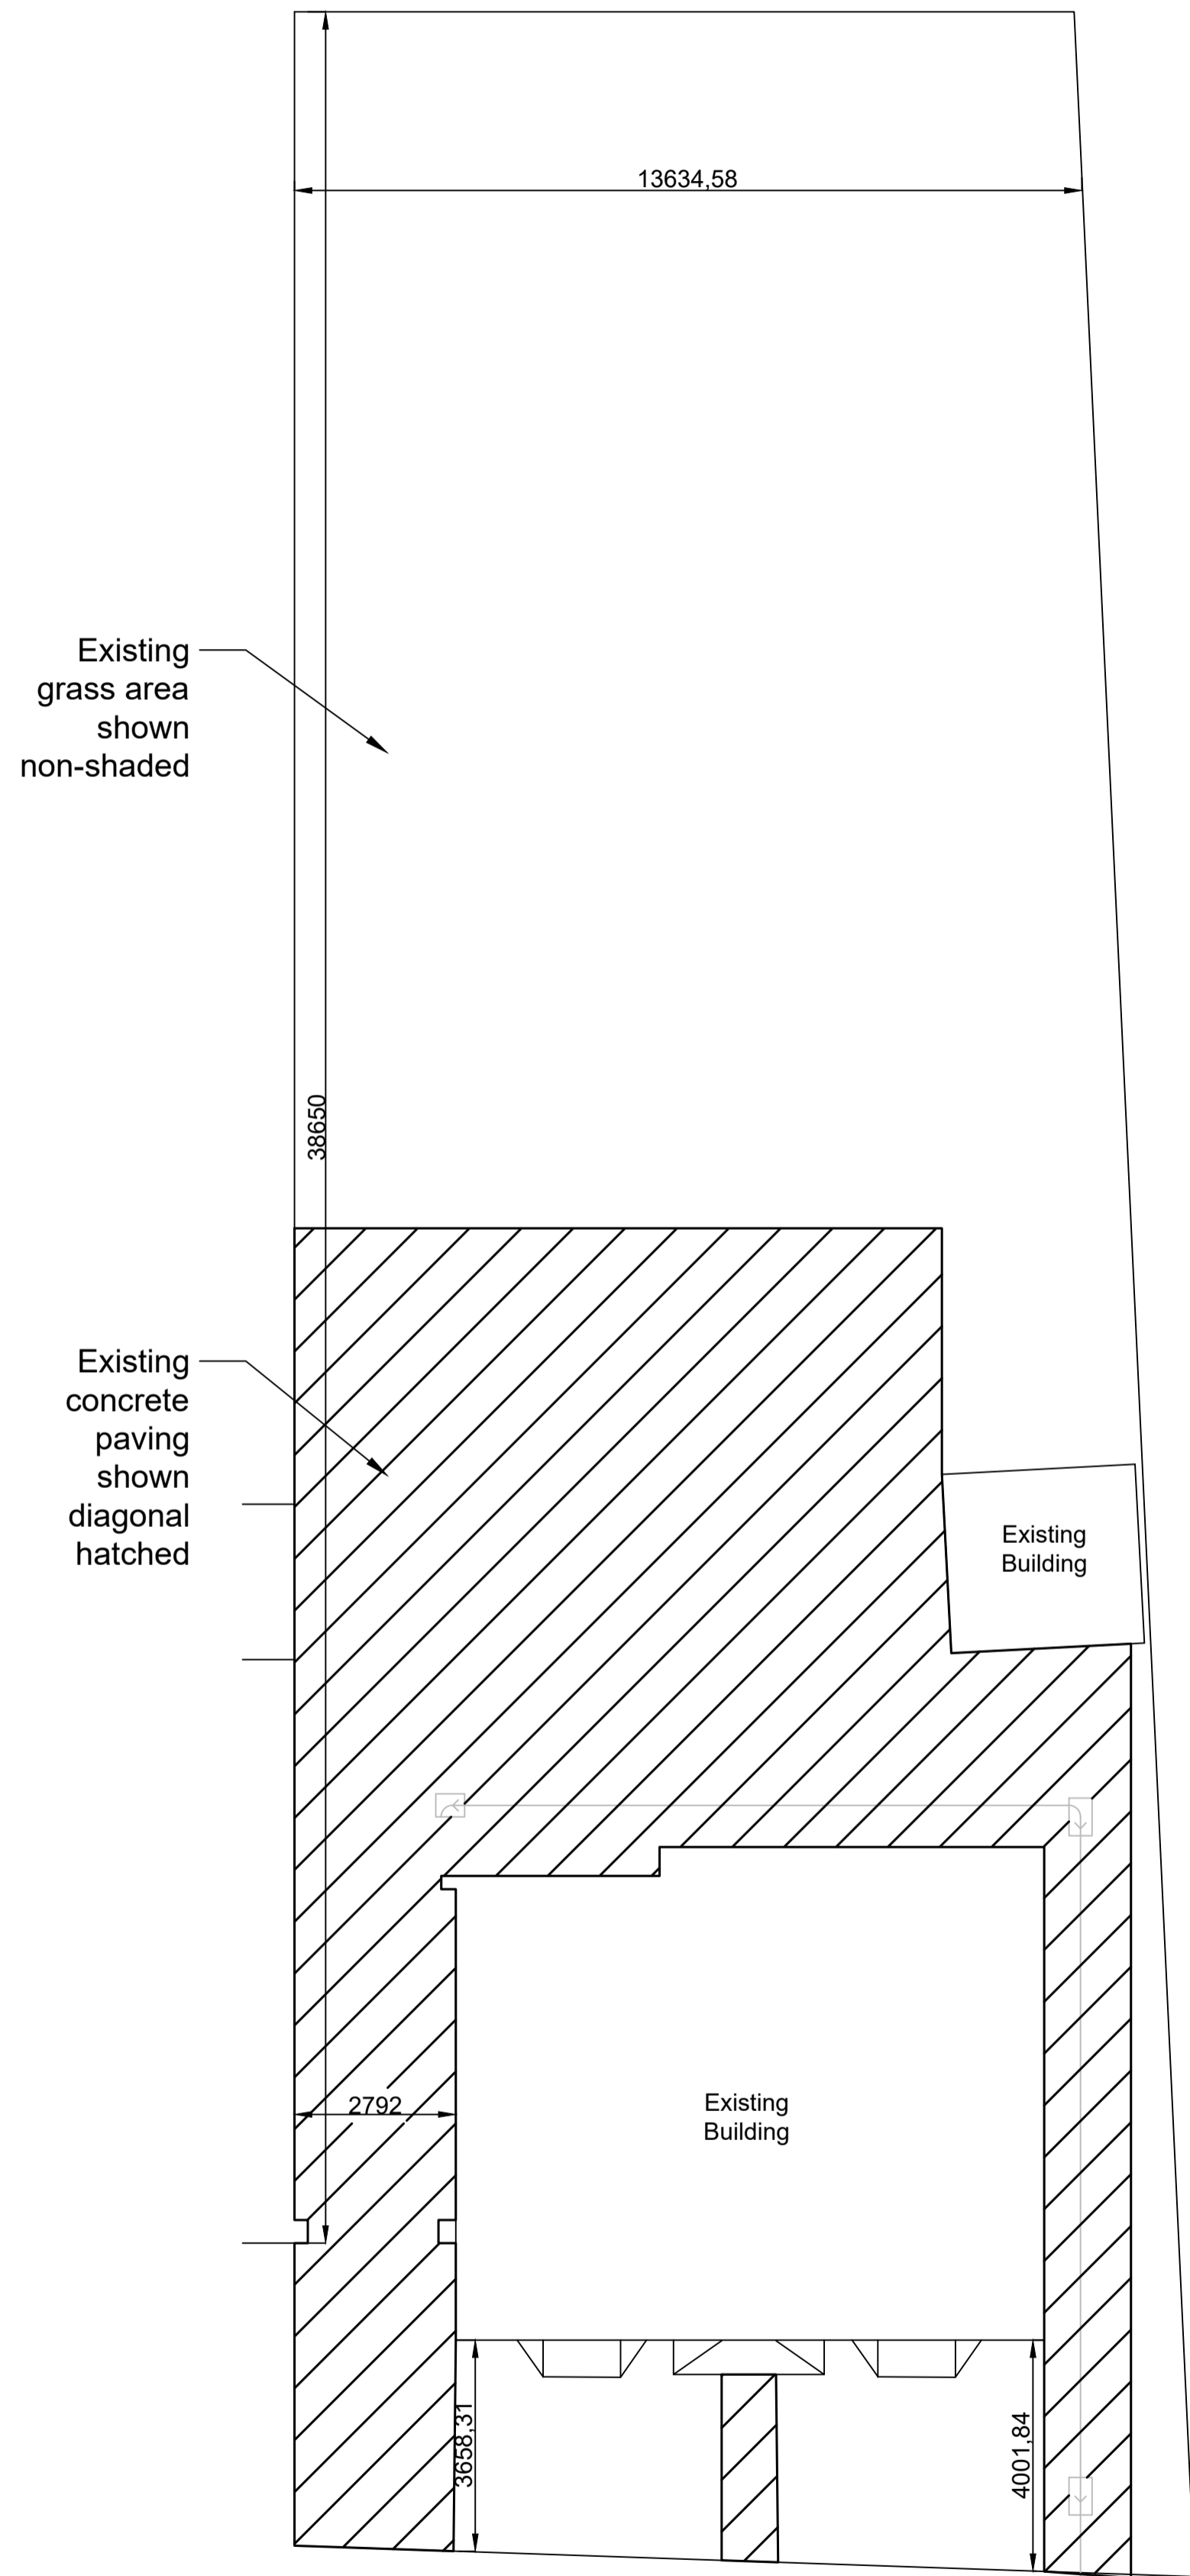 13634,58
Existing
grass area
shown
non-shaded
38650
Existing
concrete
paving
shown
diagonal
hatched
Existing
Building
2792
Existing
Building
3658,31
4001,84